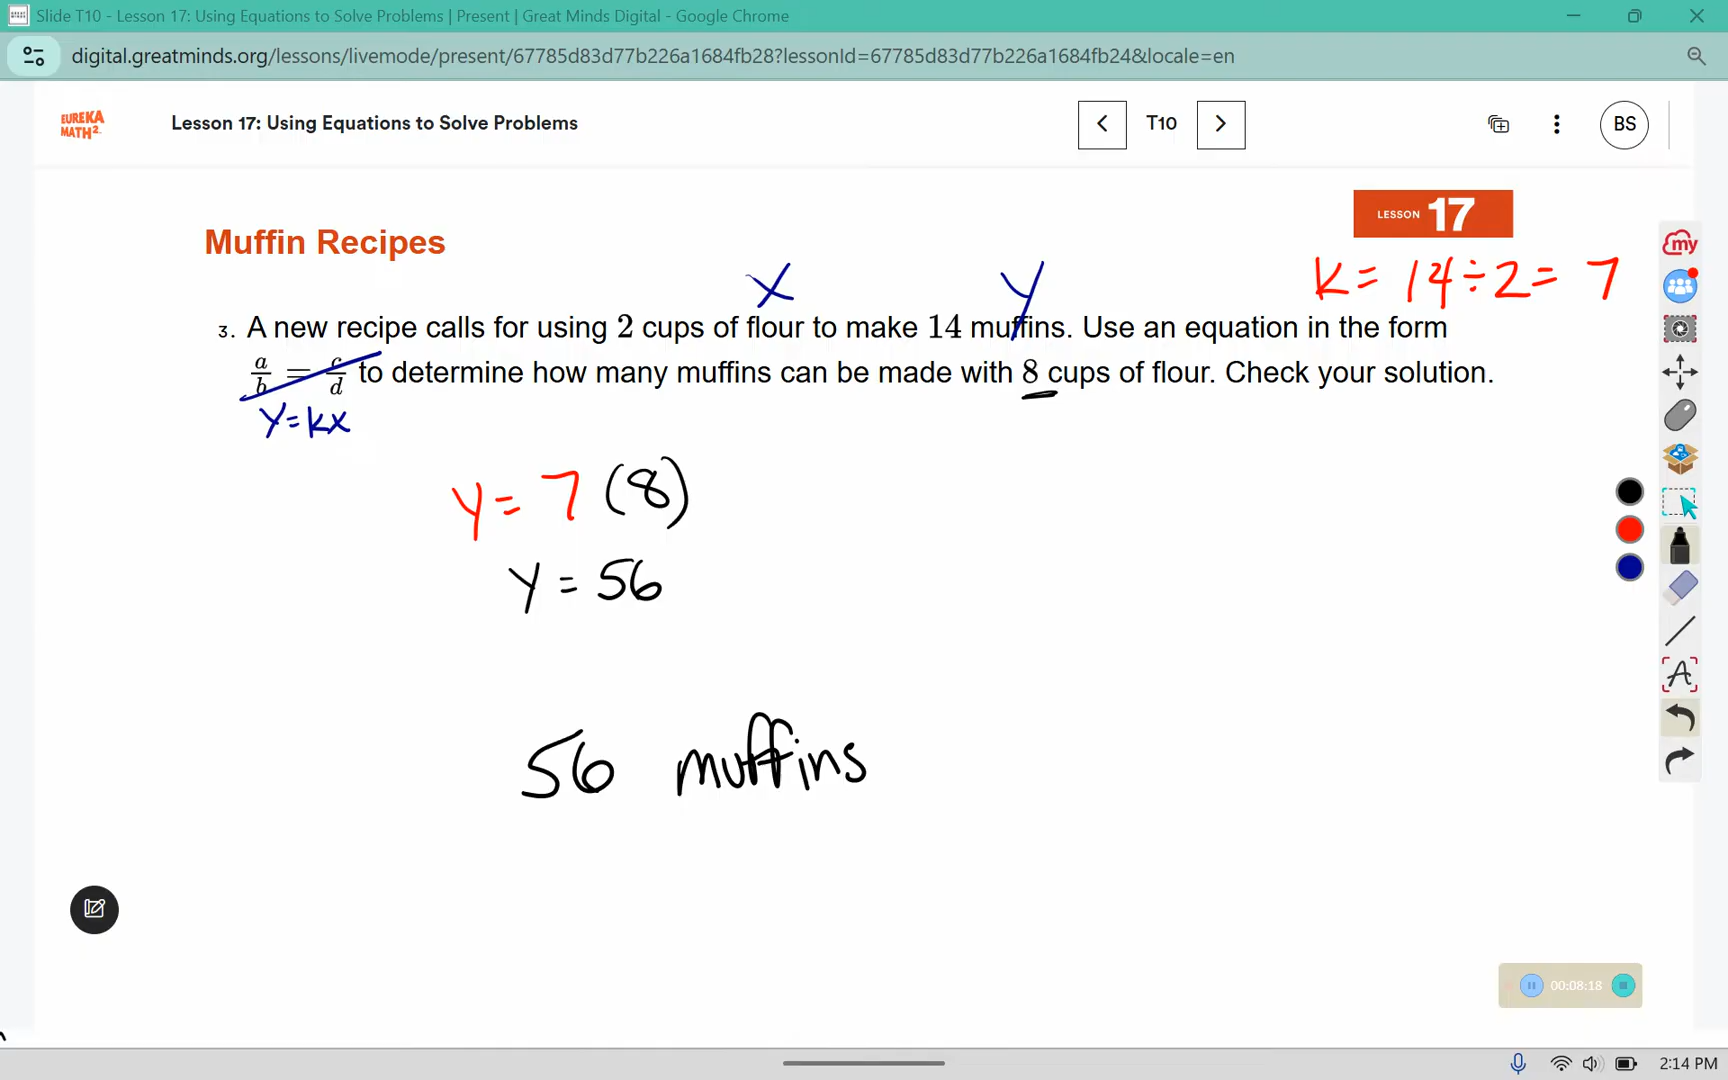 Slide T10 - Lesson 17: Using Equations to Solve Problems | Present | Great Minds Digital - Google Chrome
digital.greatminds.org/lessons/livemode/present/67785d83d77b226a1684fb28?lessonId=67785d83d77b226a1684fb24&locale=en
EUREKA
MATH²
Lesson 17: Using Equations to Solve Problems
T10
BS
LESSON 17
Muffin Recipes
k = 14 ÷ 2 = 7
X
Y
3. A new recipe calls for using 2 cups of flour to make 14 muffins. Use an equation in the form
a/b = c/d to determine how many muffins can be made with 8 cups of flour. Check your solution.
Y = kx
Y = 7 (8)
Y = 56
56 muffins
my
A
00:08:18
2:14 PM